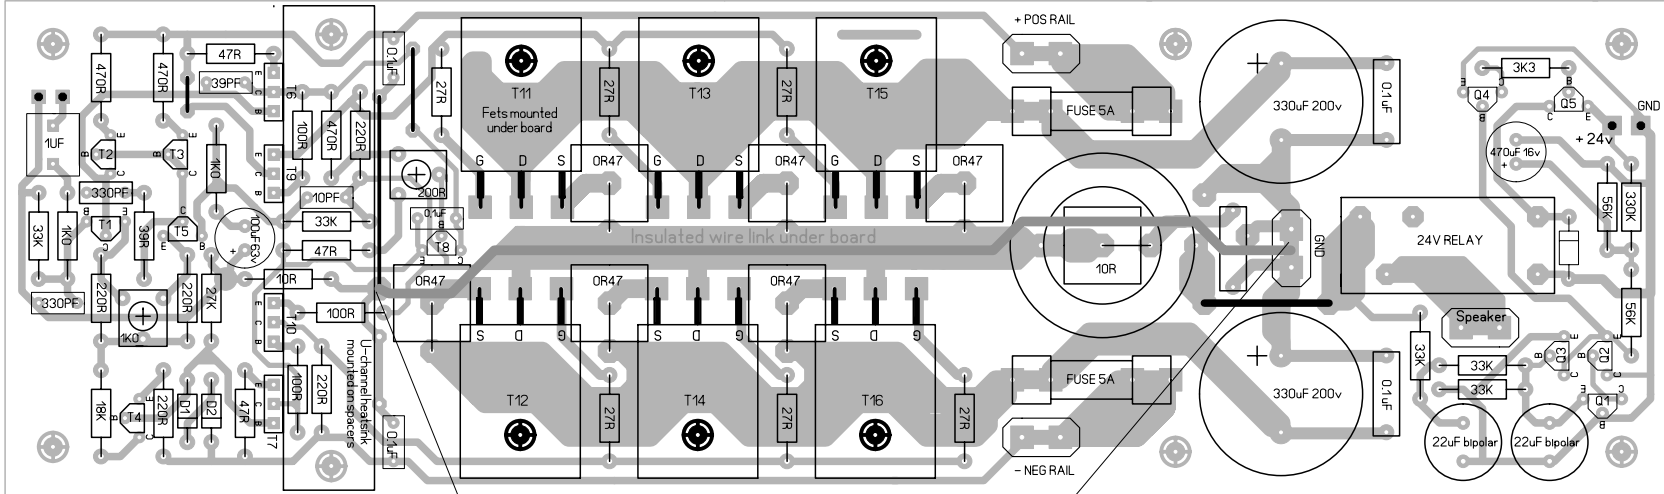 + POS RAIL
470R
470R
47R
39PF
E
C
B
T6
0.1uF
27R
T11
Fets mounted
under board
27R
T13
27R
T15
FUSE 5A
330uF 200v
0.1uF
3K3
E
B
C
Q4
B
B
C
Q5
E
GND
+ 24v
470uF 16v
1UF
B
T2
E
C
B
T3
E
C
1K0
100R
470R
220R
E
C
B
T9
10PF
200R
0.1uF
B
T8
E
C
G D S
0R47
G D S
0R47
G D S
0R47
330PF
33K
1K0
B
T1
E
C
39R
C
T5
E
B
100uF 63v
+
33K
47R
Insulated wire link under board
10R
GND
24V RELAY
56K
330K
330PF
220R
1K0
220R
27K
10R
E
C
B
T10
100R
0R47
0R47
0R47
S D G
S D G
S D G
Speaker
56K
U-channel heatsink
mounted on spacers
18K
B
T4
E
C
220R
D1
D2
47R
E
C
B
T7
100R
220R
0.1uF
T12
27R
T14
27R
T16
27R
FUSE 5A
330uF 200v
0.1uF
33K
33K
33K
B
Q3
E
C
B
Q2
E
C
E
Q1
C
B
22uF bipolar
22uF bipolar
- NEG RAIL